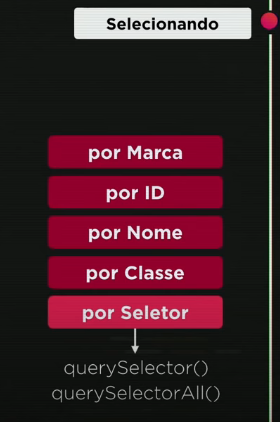 Selecionando
por Marca
por ID
por Nome
por Classe
por Seletor
querySelector()
querySelectorAll()